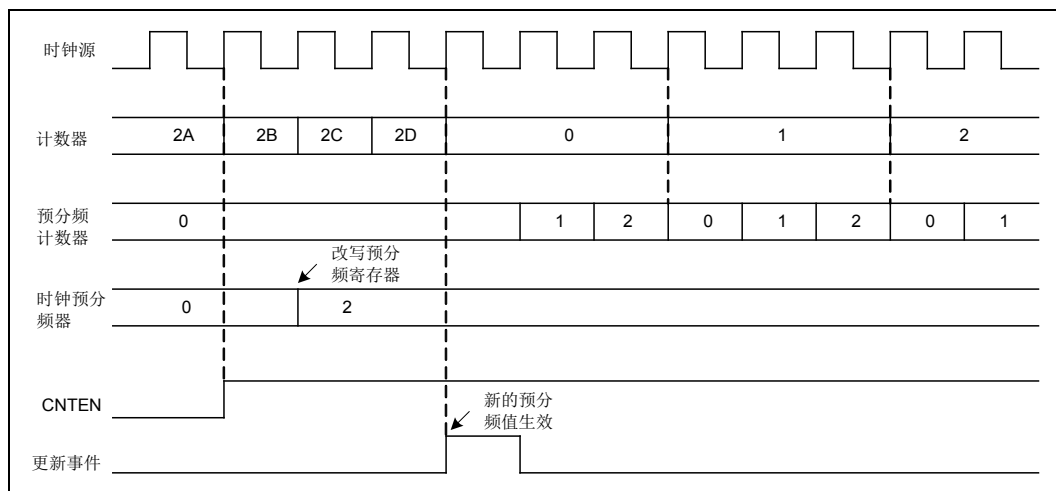 时钟源
计数器
2A 2B 2C 2D 0 1 2
预分频
计数器
0 1 2 0 1 2 0 1
改写预分
频寄存器
时钟预分
频器
0 2
CNTEN
新的预分
频值生效
更新事件